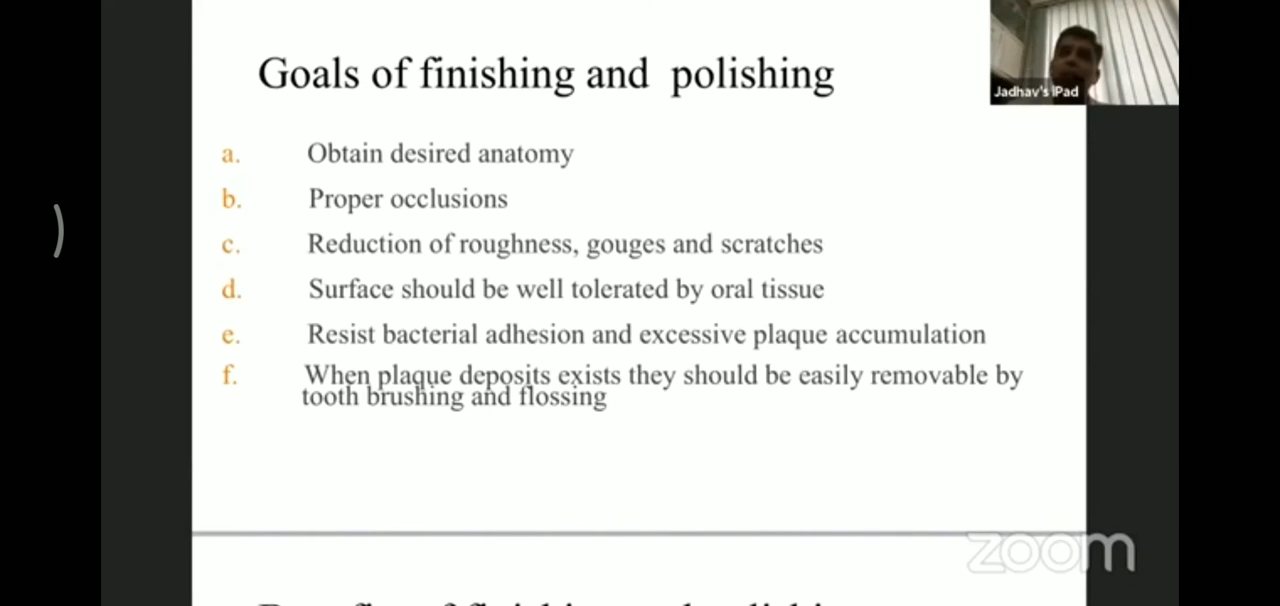 Goals of finishing and polishing
Jadhav's iPad
a. Obtain desired anatomy
b. Proper occlusions
c. Reduction of roughness, gouges and scratches
d. Surface should be well tolerated by oral tissue
e. Resist bacterial adhesion and excessive plaque accumulation
f. When plaque deposits exists they should be easily removable by
tooth brushing and flossing
zoom